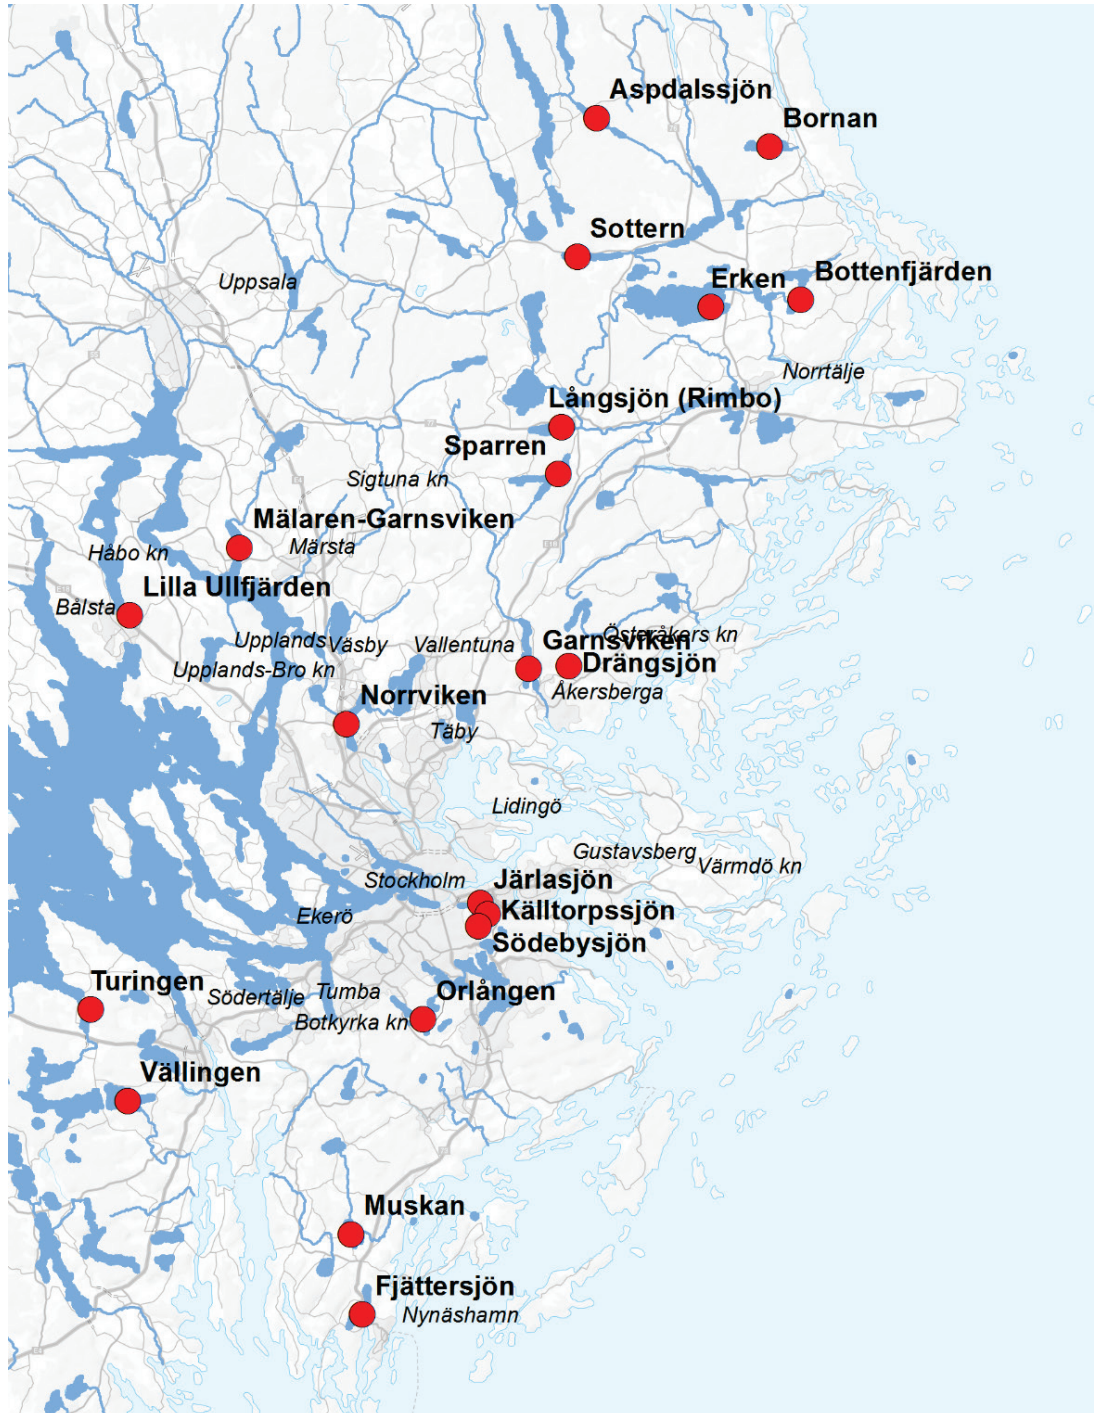 Aspdalssjön
Bornan
Sottern
Uppsala
Erken
Bottenfjärden
Norrtälje
Långsjön (Rimbo)
Sparren
Sigtuna kn
Mälaren-Garnsviken
Håbo kn
Märsta
Lilla Ullfjärden
Bålsta
Upplands Väsby
Vallentuna
Österåkers kn
Garnsviken
Drängsjön
Upplands-Bro kn
Åkersberga
Norrviken
Täby
Lidingö
Gustavsberg
Värmdö kn
Stockholm
Järlasjön
Ekerö
Källtorpssjön
Södebysjön
Turingen
Södertälje
Tumba
Orlången
Botkyrka kn
Vällingen
Muskan
Fjättersjön
Nynäshamn